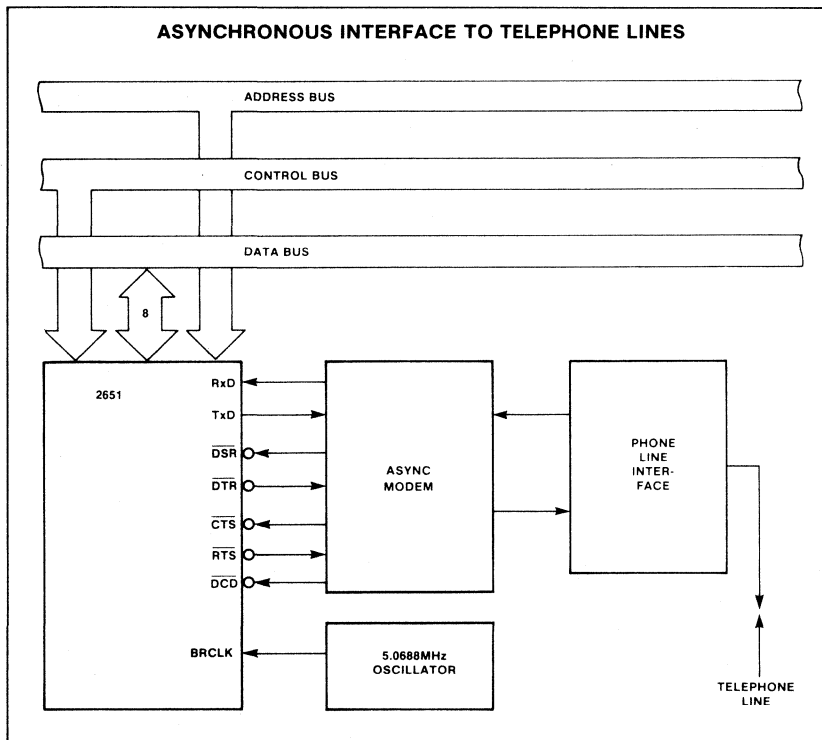 ASYNCHRONOUS INTERFACE TO TELEPHONE LINES
ADDRESS BUS
CONTROL BUS
DATA BUS
8
2651
RxD
TxD
DSR
DTR
CTS
RTS
DCD
BRCLK
ASYNC
MODEM
PHONE
LINE
INTER-
FACE
5.0688MHz
OSCILLATOR
TELEPHONE
LINE